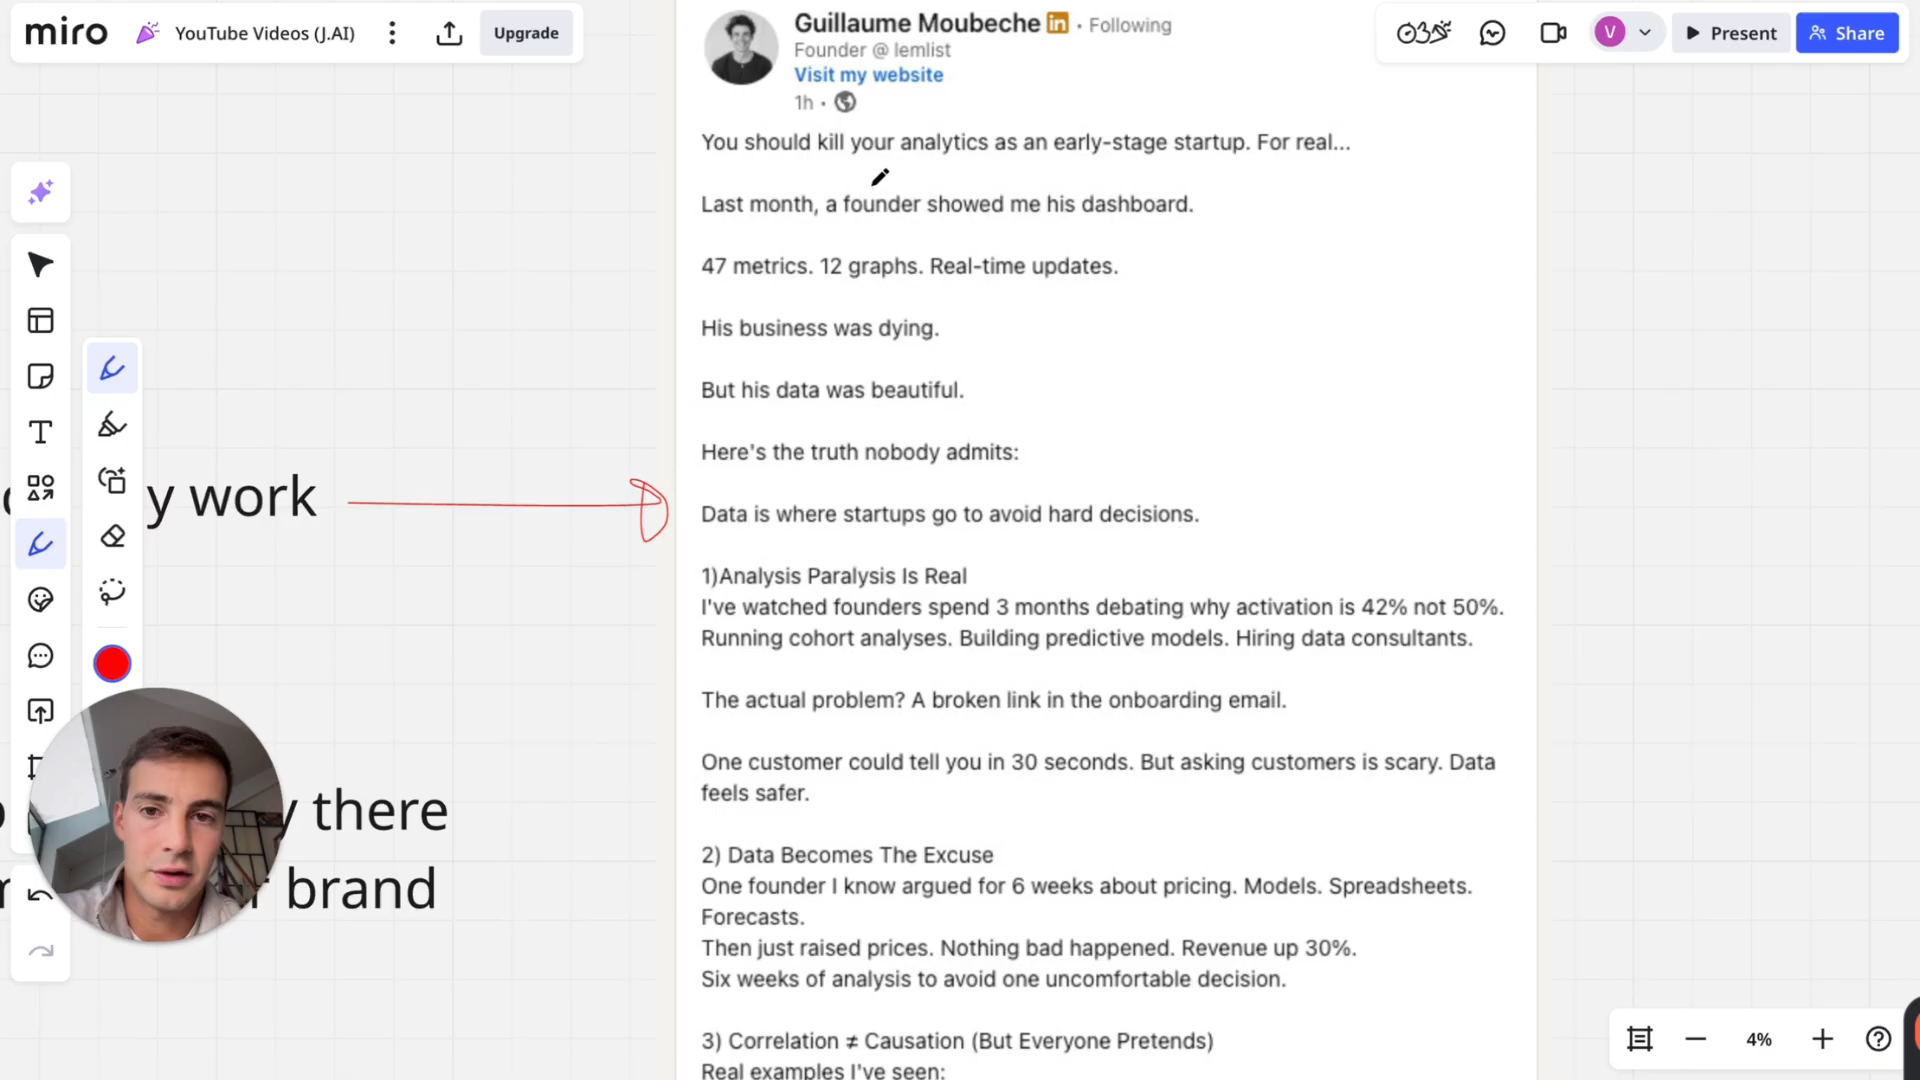 miro
YouTube Videos (J.AI)
Upgrade
Guillaume Moubeche in • Following
Founder @ lemlist
Visit my website
1h •
V
Present
Share
You should kill your analytics as an early-stage startup. For real...
Last month, a founder showed me his dashboard.
47 metrics. 12 graphs. Real-time updates.
His business was dying.
But his data was beautiful.
Here's the truth nobody admits:
y work
Data is where startups go to avoid hard decisions.
1)Analysis Paralysis Is Real
I've watched founders spend 3 months debating why activation is 42% not 50%.
Running cohort analyses. Building predictive models. Hiring data consultants.
The actual problem? A broken link in the onboarding email.
One customer could tell you in 30 seconds. But asking customers is scary. Data
feels safer.
y there
brand
2) Data Becomes The Excuse
One founder I know argued for 6 weeks about pricing. Models. Spreadsheets.
Forecasts.
Then just raised prices. Nothing bad happened. Revenue up 30%.
Six weeks of analysis to avoid one uncomfortable decision.
3) Correlation ≠ Causation (But Everyone Pretends)
Real examples I've seen:
4%